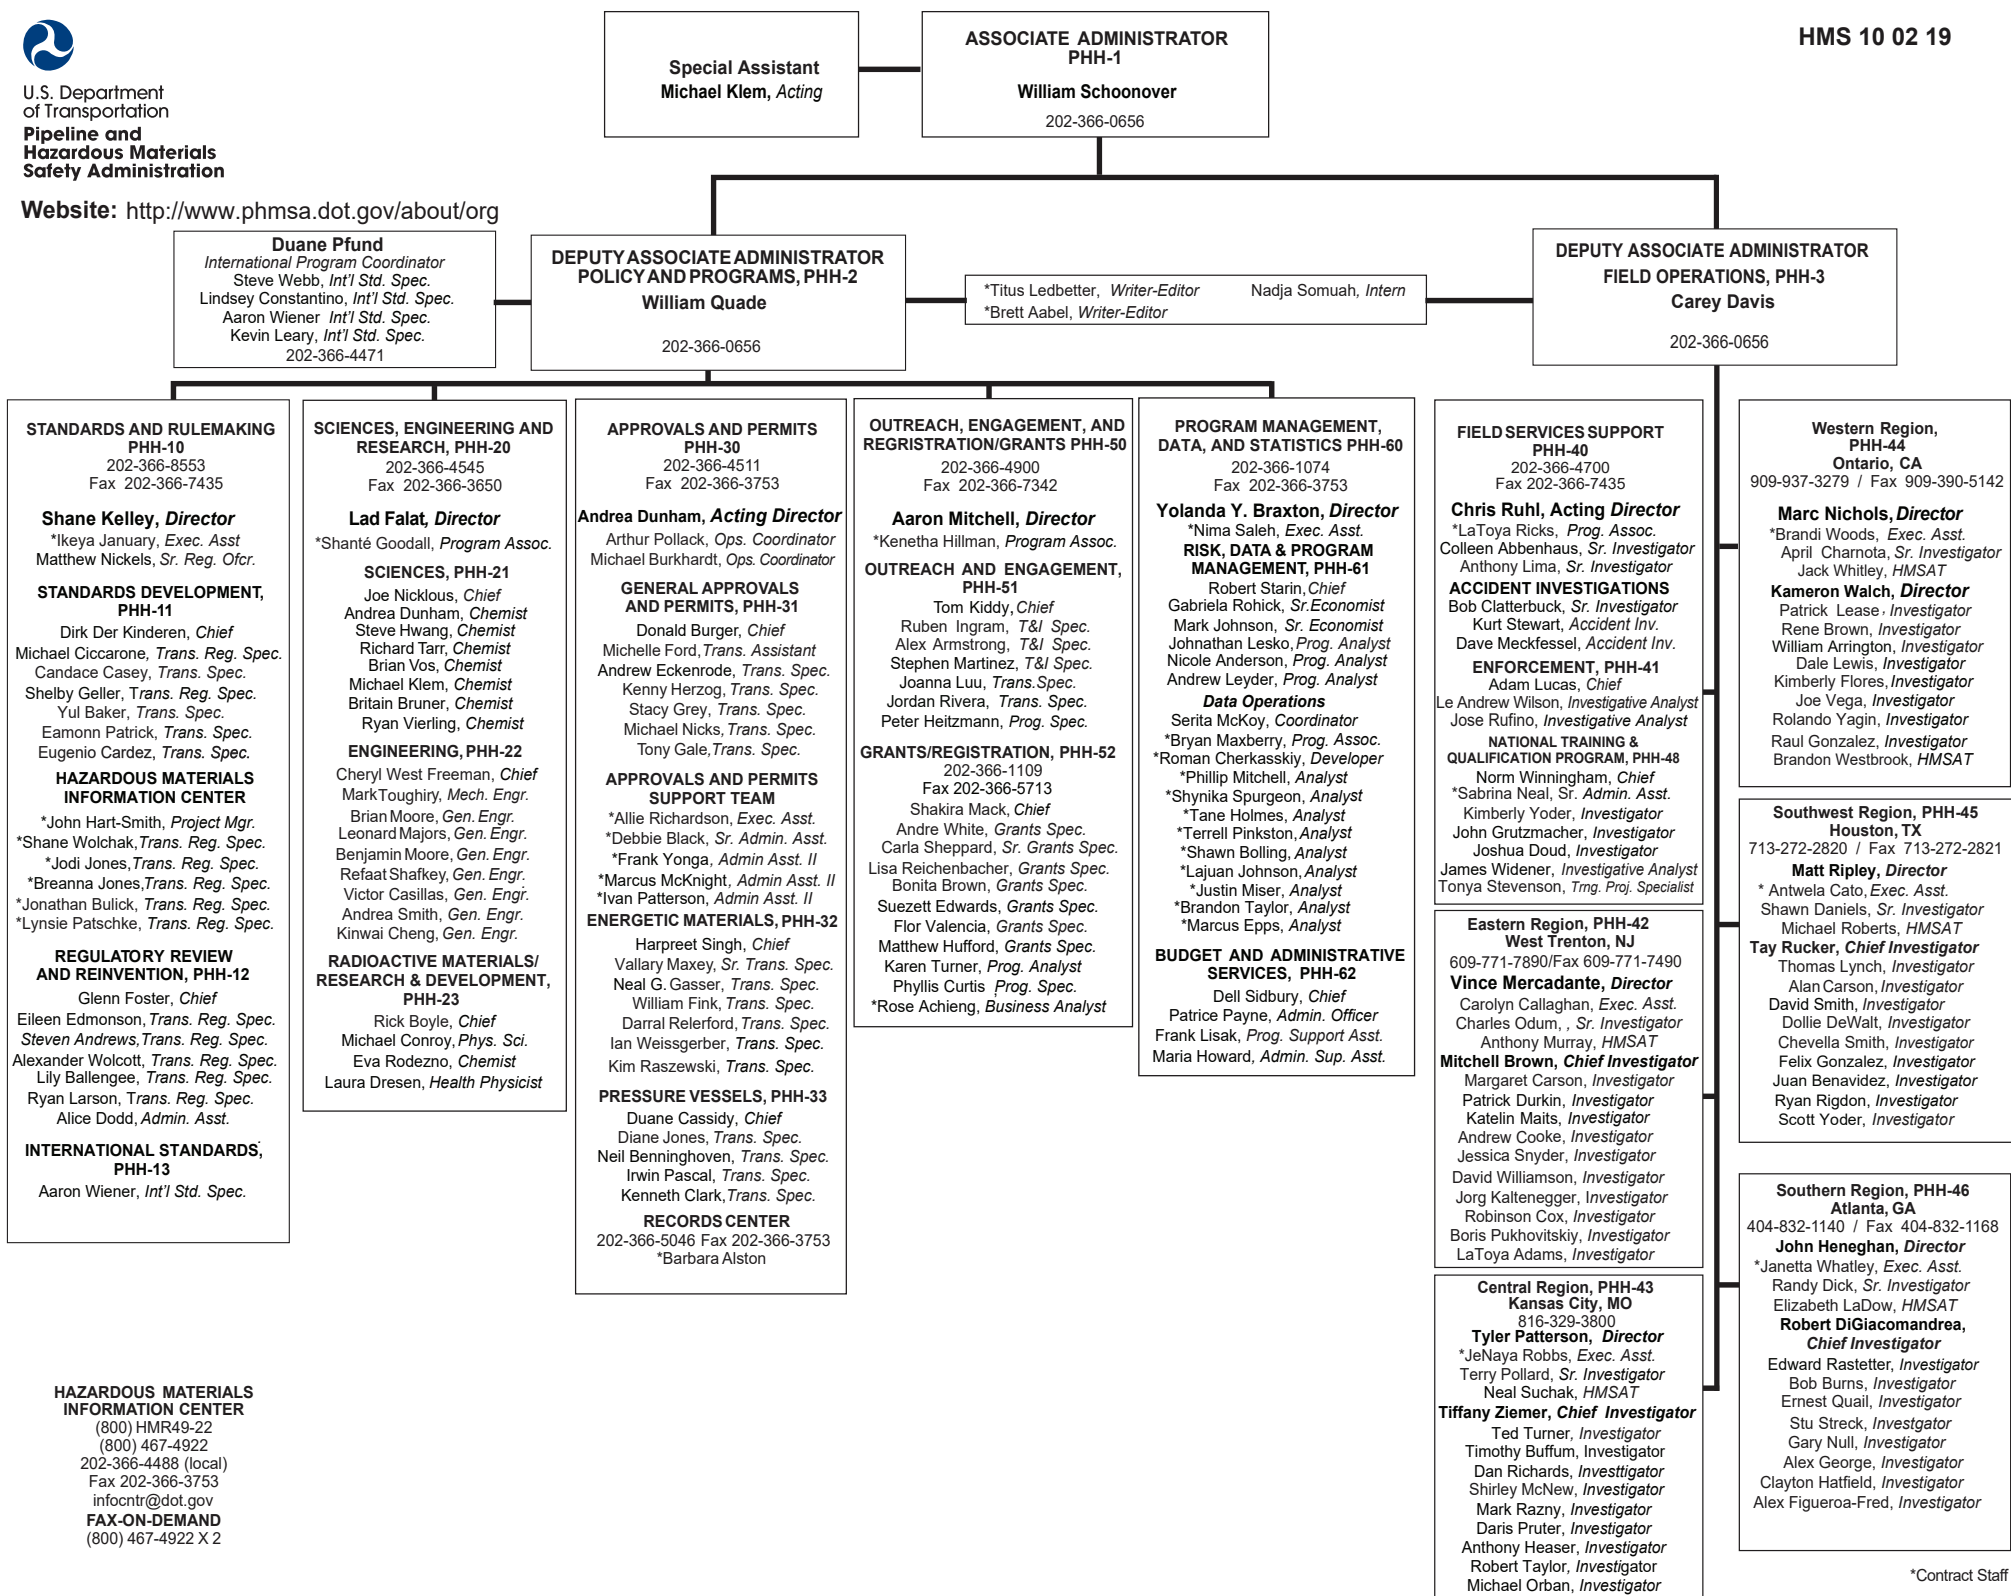 HMS 10 02 19
U.S. Department
of Transportation
Pipeline and
Hazardous Materials
Safety Administration
Website: http://www.phmsa.dot.gov/about/org
Special Assistant
Michael Klem, Acting
ASSOCIATE ADMINISTRATOR
PHH-1
William Schoonover
202-366-0656
Duane Pfund
International Program Coordinator
Steve Webb, Int'l Std. Spec.
Lindsey Constantino, Int'l Std. Spec.
Aaron Wiener Int'l Std. Spec.
Kevin Leary, Int'l Std. Spec.
202-366-4471
DEPUTY ASSOCIATE ADMINISTRATOR
POLICY AND PROGRAMS, PHH-2
William Quade
202-366-0656
*Titus Ledbetter, Writer-Editor Nadja Somuah, Intern
*Brett Aabel, Writer-Editor
DEPUTY ASSOCIATE ADMINISTRATOR
FIELD OPERATIONS, PHH-3
Carey Davis
202-366-0656
STANDARDS AND RULEMAKING
PHH-10
202-366-8553
Fax 202-366-7435
Shane Kelley, Director
*Ikeya January, Exec. Asst
Matthew Nickels, Sr. Reg. Ofcr.
STANDARDS DEVELOPMENT,
PHH-11
Dirk Der Kinderen, Chief
Michael Ciccarone, Trans. Reg. Spec.
Candace Casey, Trans. Spec.
Shelby Geller, Trans. Reg. Spec.
Yul Baker, Trans. Spec.
Eamonn Patrick, Trans. Spec.
Eugenio Cardez, Trans. Spec.
HAZARDOUS MATERIALS
INFORMATION CENTER
*John Hart-Smith, Project Mgr.
*Shane Wolchak, Trans. Reg. Spec.
*Jodi Jones, Trans. Reg. Spec.
*Breanna Jones, Trans. Reg. Spec.
*Jonathan Bulick, Trans. Reg. Spec.
*Lynsie Patschke, Trans. Reg. Spec.
REGULATORY REVIEW
AND REINVENTION, PHH-12
Glenn Foster, Chief
Eileen Edmonson, Trans. Reg. Spec.
Steven Andrews, Trans. Reg. Spec.
Alexander Wolcott, Trans. Reg. Spec.
Lily Ballengee, Trans. Reg. Spec.
Ryan Larson, Trans. Reg. Spec.
Alice Dodd, Admin. Asst.
INTERNATIONAL STANDARDS,
PHH-13
Aaron Wiener, Int'l Std. Spec.
SCIENCES, ENGINEERING AND
RESEARCH, PHH-20
202-366-4545
Fax 202-366-3650
Lad Falat, Director
*Shanté Goodall, Program Assoc.
SCIENCES, PHH-21
Joe Nicklous, Chief
Andrea Dunham, Chemist
Steve Hwang, Chemist
Richard Tarr, Chemist
Brian Vos, Chemist
Michael Klem, Chemist
Britain Bruner, Chemist
Ryan Vierling, Chemist
ENGINEERING, PHH-22
Cheryl West Freeman, Chief
Mark Toughiry, Mech. Engr.
Brian Moore, Gen. Engr.
Leonard Majors, Gen. Engr.
Benjamin Moore, Gen. Engr.
Refaat Shafkey, Gen. Engr.
Victor Casillas, Gen. Engr.
Andrea Smith, Gen. Engr.
Kinwai Cheng, Gen. Engr.
RADIOACTIVE MATERIALS/
RESEARCH & DEVELOPMENT,
PHH-23
Rick Boyle, Chief
Michael Conroy, Phys. Sci.
Eva Rodezno, Chemist
Laura Dresen, Health Physicist
APPROVALS AND PERMITS
PHH-30
202-366-4511
Fax 202-366-3753
Andrea Dunham, Acting Director
Arthur Pollack, Ops. Coordinator
Michael Burkhardt, Ops. Coordinator
GENERAL APPROVALS
AND PERMITS, PHH-31
Donald Burger, Chief
Michelle Ford, Trans. Assistant
Andrew Eckenrode, Trans. Spec.
Kenny Herzog, Trans. Spec.
Stacy Grey, Trans. Spec.
Michael Nicks, Trans. Spec.
Tony Gale, Trans. Spec.
APPROVALS AND PERMITS
SUPPORT TEAM
*Allie Richardson, Exec. Asst.
*Debbie Black, Sr. Admin. Asst.
*Frank Yonga, Admin Asst. II
*Marcus McKnight, Admin Asst. II
*Ivan Patterson, Admin Asst. II
ENERGETIC MATERIALS, PHH-32
Harpreet Singh, Chief
Vallary Maxey, Sr. Trans. Spec.
Neal G. Gasser, Trans. Spec.
William Fink, Trans. Spec.
Darral Relerford, Trans. Spec.
Ian Weissgerber, Trans. Spec.
Kim Raszewski, Trans. Spec.
PRESSURE VESSELS, PHH-33
Duane Cassidy, Chief
Diane Jones, Trans. Spec.
Neil Benninghoven, Trans. Spec.
Irwin Pascal, Trans. Spec.
Kenneth Clark, Trans. Spec.
RECORDS CENTER
202-366-5046 Fax 202-366-3753
*Barbara Alston
OUTREACH, ENGAGEMENT, AND
REGRISTRATION/GRANTS PHH-50
202-366-4900
Fax 202-366-7342
Aaron Mitchell, Director
*Kenetha Hillman, Program Assoc.
OUTREACH AND ENGAGEMENT,
PHH-51
Tom Kiddy, Chief
Ruben Ingram, T&I Spec.
Alex Armstrong, T&I Spec.
Stephen Martinez, T&I Spec.
Joanna Luu, Trans. Spec.
Jordan Rivera, Trans. Spec.
Peter Heitzmann, Prog. Spec.
GRANTS/REGISTRATION, PHH-52
202-366-1109
Fax 202-366-5713
Shakira Mack, Chief
Andre White, Grants Spec.
Carla Sheppard, Sr. Grants Spec.
Lisa Reichenbacher, Grants Spec.
Bonita Brown, Grants Spec.
Suezett Edwards, Grants Spec.
Flor Valencia, Grants Spec.
Matthew Hufford, Grants Spec.
Karen Turner, Prog. Analyst
Phyllis Curtis , Prog. Spec.
*Rose Achieng, Business Analyst
PROGRAM MANAGEMENT,
DATA, AND STATISTICS PHH-60
202-366-1074
Fax 202-366-3753
Yolanda Y. Braxton, Director
*Nima Saleh, Exec. Asst.
RISK, DATA & PROGRAM
MANAGEMENT, PHH-61
Robert Starin, Chief
Gabriela Rohick, Sr. Economist
Mark Johnson, Sr. Economist
Johnathan Lesko, Prog. Analyst
Nicole Anderson, Prog. Analyst
Andrew Leyder, Prog. Analyst
Data Operations
Serita McKoy, Coordinator
*Bryan Maxberry, Prog. Assoc.
*Roman Cherkasskiy, Developer
*Phillip Mitchell, Analyst
*Shynika Spurgeon, Analyst
*Tane Holmes, Analyst
*Terrell Pinkston, Analyst
*Shawn Bolling, Analyst
*Lajuan Johnson, Analyst
*Justin Miser, Analyst
*Brandon Taylor, Analyst
*Marcus Epps, Analyst
BUDGET AND ADMINISTRATIVE
SERVICES, PHH-62
Dell Sidbury, Chief
Patrice Payne, Admin. Officer
Frank Lisak, Prog. Support Asst.
Maria Howard, Admin. Sup. Asst.
FIELD SERVICES SUPPORT
PHH-40
202-366-4700
Fax 202-366-7435
Chris Ruhl, Acting Director
*LaToya Ricks, Prog. Assoc.
Colleen Abbenhaus, Sr. Investigator
Anthony Lima, Sr. Investigator
ACCIDENT INVESTIGATIONS
Bob Clatterbuck, Sr. Investigator
Kurt Stewart, Accident Inv.
Dave Meckfessel, Accident Inv.
ENFORCEMENT, PHH-41
Adam Lucas, Chief
Le Andrew Wilson, Investigative Analyst
Jose Rufino, Investigative Analyst
NATIONAL TRAINING &
QUALIFICATION PROGRAM, PHH-48
Norm Winningham, Chief
*Sabrina Neal, Sr. Admin. Asst.
Kimberly Yoder, Investigator
John Grutzmacher, Investigator
Joshua Doud, Investigator
James Widener, Investigative Analyst
Tonya Stevenson, Trng. Proj. Specialist
Eastern Region, PHH-42
West Trenton, NJ
609-771-7890/Fax 609-771-7490
Vince Mercadante, Director
Carolyn Callaghan, Exec. Asst.
Charles Odum, , Sr. Investigator
Anthony Murray, HMSAT
Mitchell Brown, Chief Investigator
Margaret Carson, Investigator
Patrick Durkin, Investigator
Katelin Maits, Investigator
Andrew Cooke, Investigator
Jessica Snyder, Investigator
David Williamson, Investigator
Jorg Kaltenegger, Investigator
Robinson Cox, Investigator
Boris Pukhovitskiy, Investigator
LaToya Adams, Investigator
Central Region, PHH-43
Kansas City, MO
816-329-3800
Tyler Patterson, Director
*JeNaya Robbs, Exec. Asst.
Terry Pollard, Sr. Investigator
Neal Suchak, HMSAT
Tiffany Ziemer, Chief Investigator
Ted Turner, Investigator
Timothy Buffum, Investigator
Dan Richards, Investtigator
Shirley McNew, Investigator
Mark Razny, Investigator
Daris Pruter, Investigator
Anthony Heaser, Investigator
Robert Taylor, Investigator
Michael Orban, Investigator
Western Region,
PHH-44
Ontario, CA
909-937-3279 / Fax 909-390-5142
Marc Nichols, Director
*Brandi Woods, Exec. Asst.
April Charnota, Sr. Investigator
Jack Whitley, HMSAT
Kameron Walch, Director
Patrick Lease, Investigator
Rene Brown, Investigator
William Arrington, Investigator
Dale Lewis, Investigator
Kimberly Flores, Investigator
Joe Vega, Investigator
Rolando Yagin, Investigator
Raul Gonzalez, Investigator
Brandon Westbrook, HMSAT
Southwest Region, PHH-45
Houston, TX
713-272-2820 / Fax 713-272-2821
Matt Ripley, Director
* Antwela Cato, Exec. Asst.
Shawn Daniels, Sr. Investigator
Michael Roberts, HMSAT
Tay Rucker, Chief Investigator
Thomas Lynch, Investigator
Alan Carson, Investigator
David Smith, Investigator
Dollie DeWalt, Investigator
Chevella Smith, Investigator
Felix Gonzalez, Investigator
Juan Benavidez, Investigator
Ryan Rigdon, Investigator
Scott Yoder, Investigator
Southern Region, PHH-46
Atlanta, GA
404-832-1140 / Fax 404-832-1168
John Heneghan, Director
*Janetta Whatley, Exec. Asst.
Randy Dick, Sr. Investigator
Elizabeth LaDow, HMSAT
Robert DiGiacomandrea,
Chief Investigator
Edward Rastetter, Investigator
Bob Burns, Investigator
Ernest Quail, Investigator
Stu Streck, Investgator
Gary Null, Investigator
Alex George, Investigator
Clayton Hatfield, Investigator
Alex Figueroa-Fred, Investigator
HAZARDOUS MATERIALS
INFORMATION CENTER
(800) HMR49-22
(800) 467-4922
202-366-4488 (local)
Fax 202-366-3753
infocntr@dot.gov
FAX-ON-DEMAND
(800) 467-4922 X 2
*Contract Staff